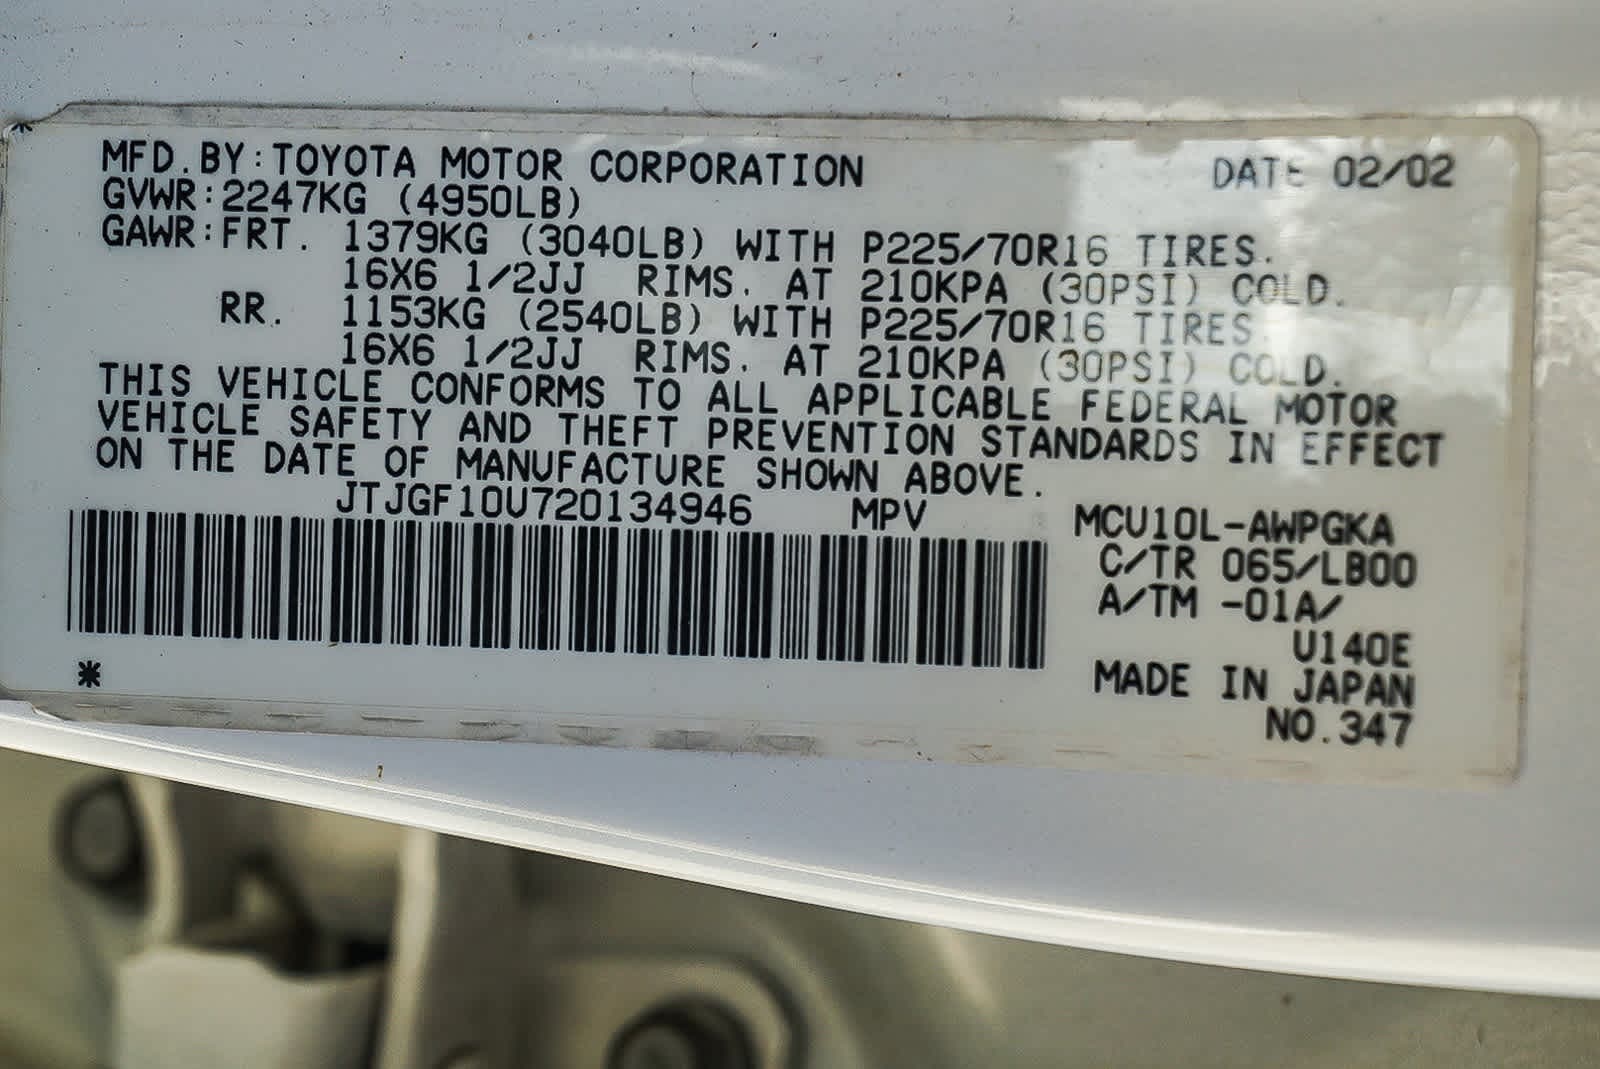 MFD.BY:TOYOTA MOTOR CORPORATION DATE 02/02
GVWR:2247KG (4950LB)
GAWR:FRT. 1379KG (3040LB) WITH P225/70R16 TIRES.
16X6 1/2JJ RIMS. AT 210KPA (30PSI) COLD.
RR. 1153KG (2540LB) WITH P225/70R16 TIRES.
16X6 1/2JJ RIMS. AT 210KPA (30PSI) COLD.
THIS VEHICLE CONFORMS TO ALL APPLICABLE FEDERAL MOTOR
VEHICLE SAFETY AND THEFT PREVENTION STANDARDS IN EFFECT
ON THE DATE OF MANUFACTURE SHOWN ABOVE.
JTJGF10U720134946 MPV
MCU10L-AWPGKA
C/TR 065/LB00
A/TM -01A/
U140E
MADE IN JAPAN
NO.347
*